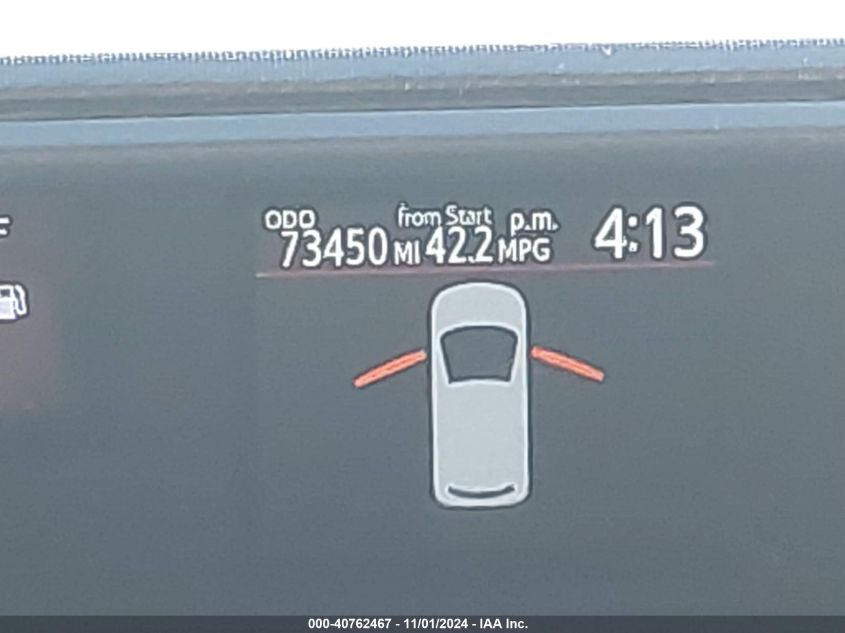 ODO from Start p.m. 4:13
73450 MI 42.2 MPG
F
000-40762467 - 11/01/2024 - IAA Inc.